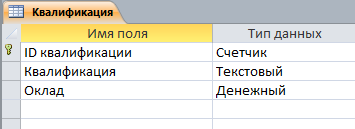 Квалификация
Имя поля Тип данных
ID квалификации Счетчик
Квалификация Текстовый
Оклад Денежный